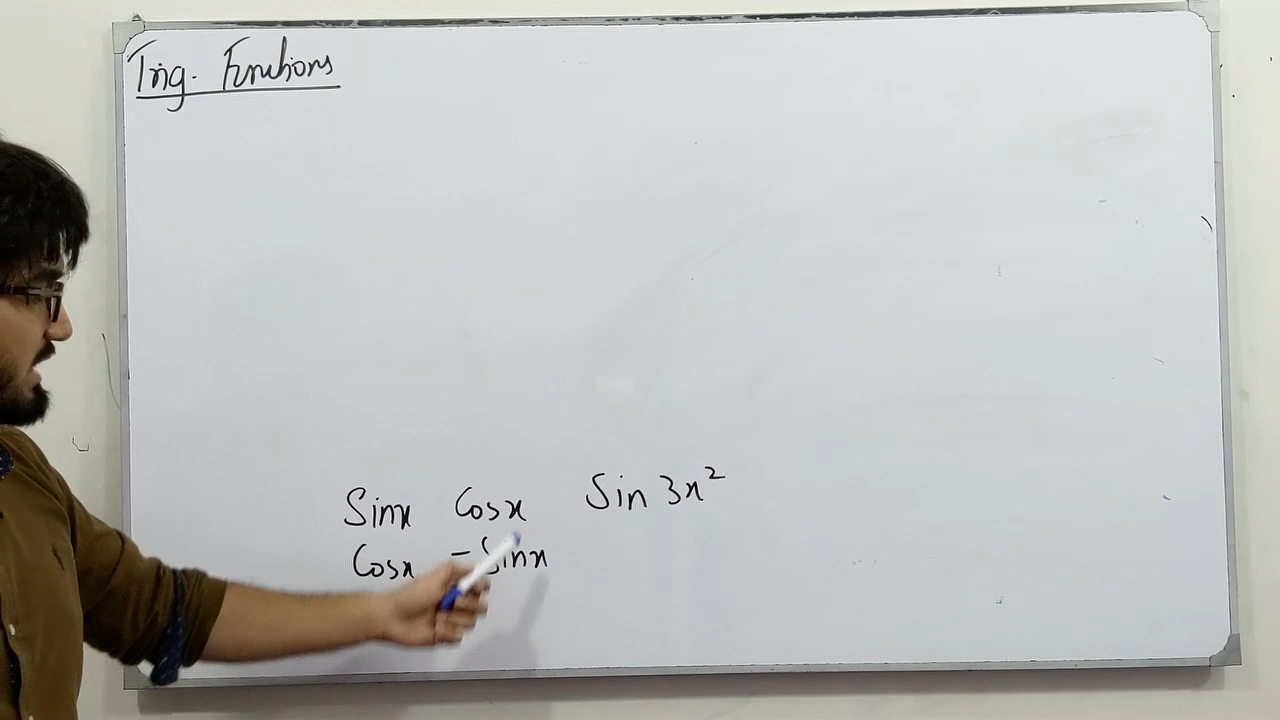 Trig. Functions
Sinx Cosx Sin 3x²
Cosx -Sinx